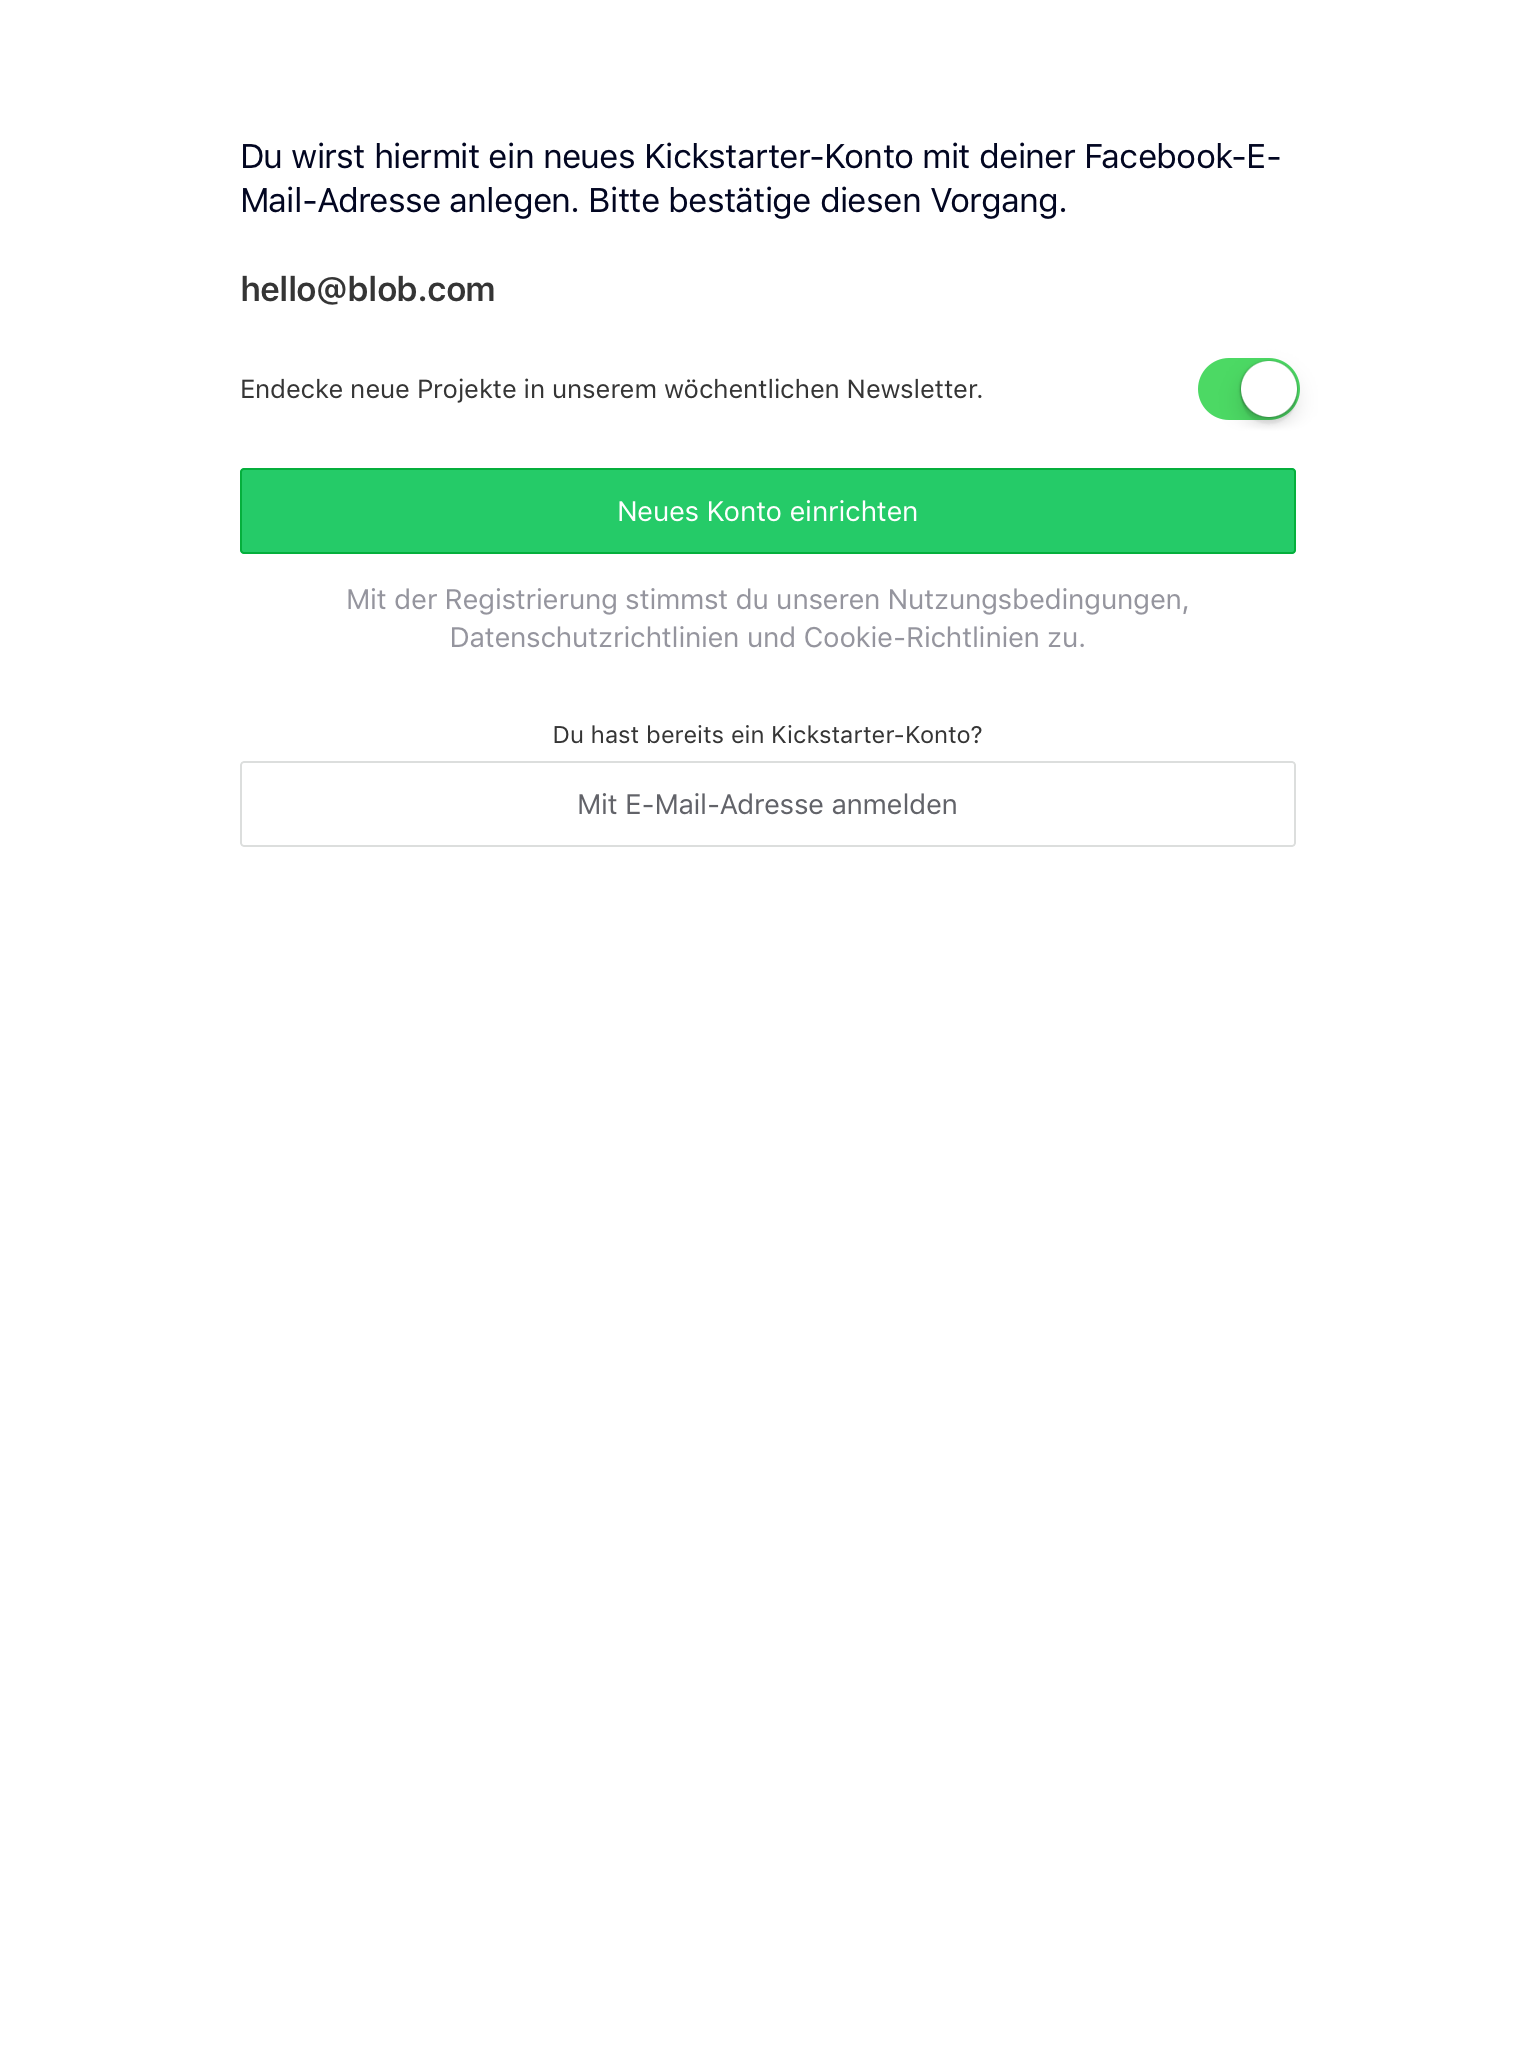 Du wirst hiermit ein neues Kickstarter-Konto mit deiner Facebook-E-
Mail-Adresse anlegen. Bitte bestätige diesen Vorgang.
hello@blob.com
Endecke neue Projekte in unserem wöchentlichen Newsletter.
Neues Konto einrichten
Mit der Registrierung stimmst du unseren Nutzungsbedingungen,
Datenschutzrichtlinien und Cookie-Richtlinien zu.
Du hast bereits ein Kickstarter-Konto?
Mit E-Mail-Adresse anmelden